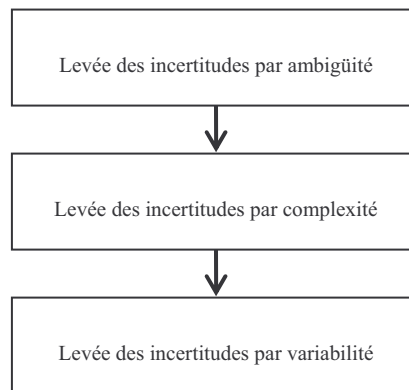 Levée des incertitudes par ambigüité
Levée des incertitudes par complexité
Levée des incertitudes par variabilité